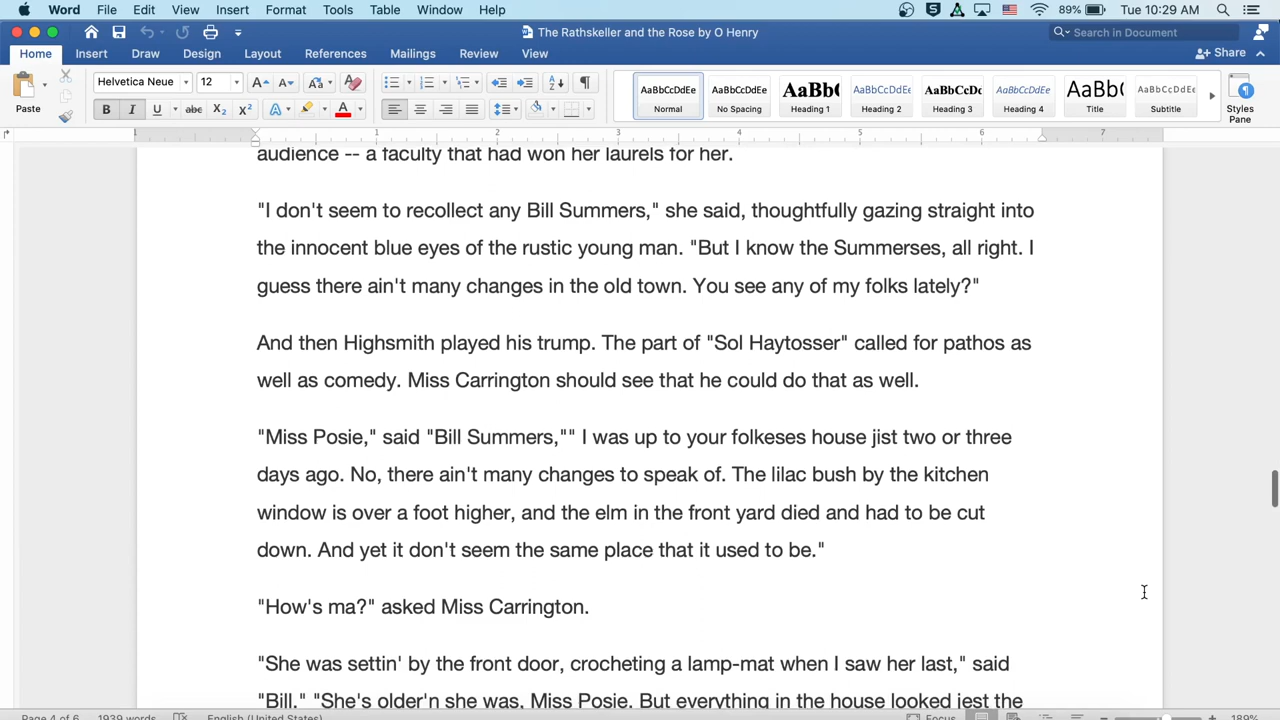 Word File Edit View Insert Format Tools Table Window Help 89% Tue 10:29 AM
The Rathskeller and the Rose by O Henry Search in Document
Home Insert Draw Design Layout References Mailings Review View Share
Paste Helvetica Neue 12
AaBbCcDdEe AaBbCcDdEe AaBbC AaBbCcDdEe AaBbCcDc AaBbCcDdEe AaBb( AaBbCcDdEe
Normal No Spacing Heading 1 Heading 2 Heading 3 Heading 4 Title Subtitle Styles Pane
1 1 2 3 4 5 6 7
audience -- a faculty that had won her laurels for her.
"I don't seem to recollect any Bill Summers," she said, thoughtfully gazing straight into
the innocent blue eyes of the rustic young man. "But I know the Summerses, all right. I
guess there ain't many changes in the old town. You see any of my folks lately?"
And then Highsmith played his trump. The part of "Sol Haytosser" called for pathos as
well as comedy. Miss Carrington should see that he could do that as well.
"Miss Posie," said "Bill Summers,"" I was up to your folkeses house jist two or three
days ago. No, there ain't many changes to speak of. The lilac bush by the kitchen
window is over a foot higher, and the elm in the front yard died and had to be cut
down. And yet it don't seem the same place that it used to be."
"How's ma?" asked Miss Carrington.
"She was settin' by the front door, crocheting a lamp-mat when I saw her last," said
"Bill." "She's older'n she was, Miss Posie. But everything in the house looked jest the
Page 4 of 6 1939 words English (United States) Focus 189%